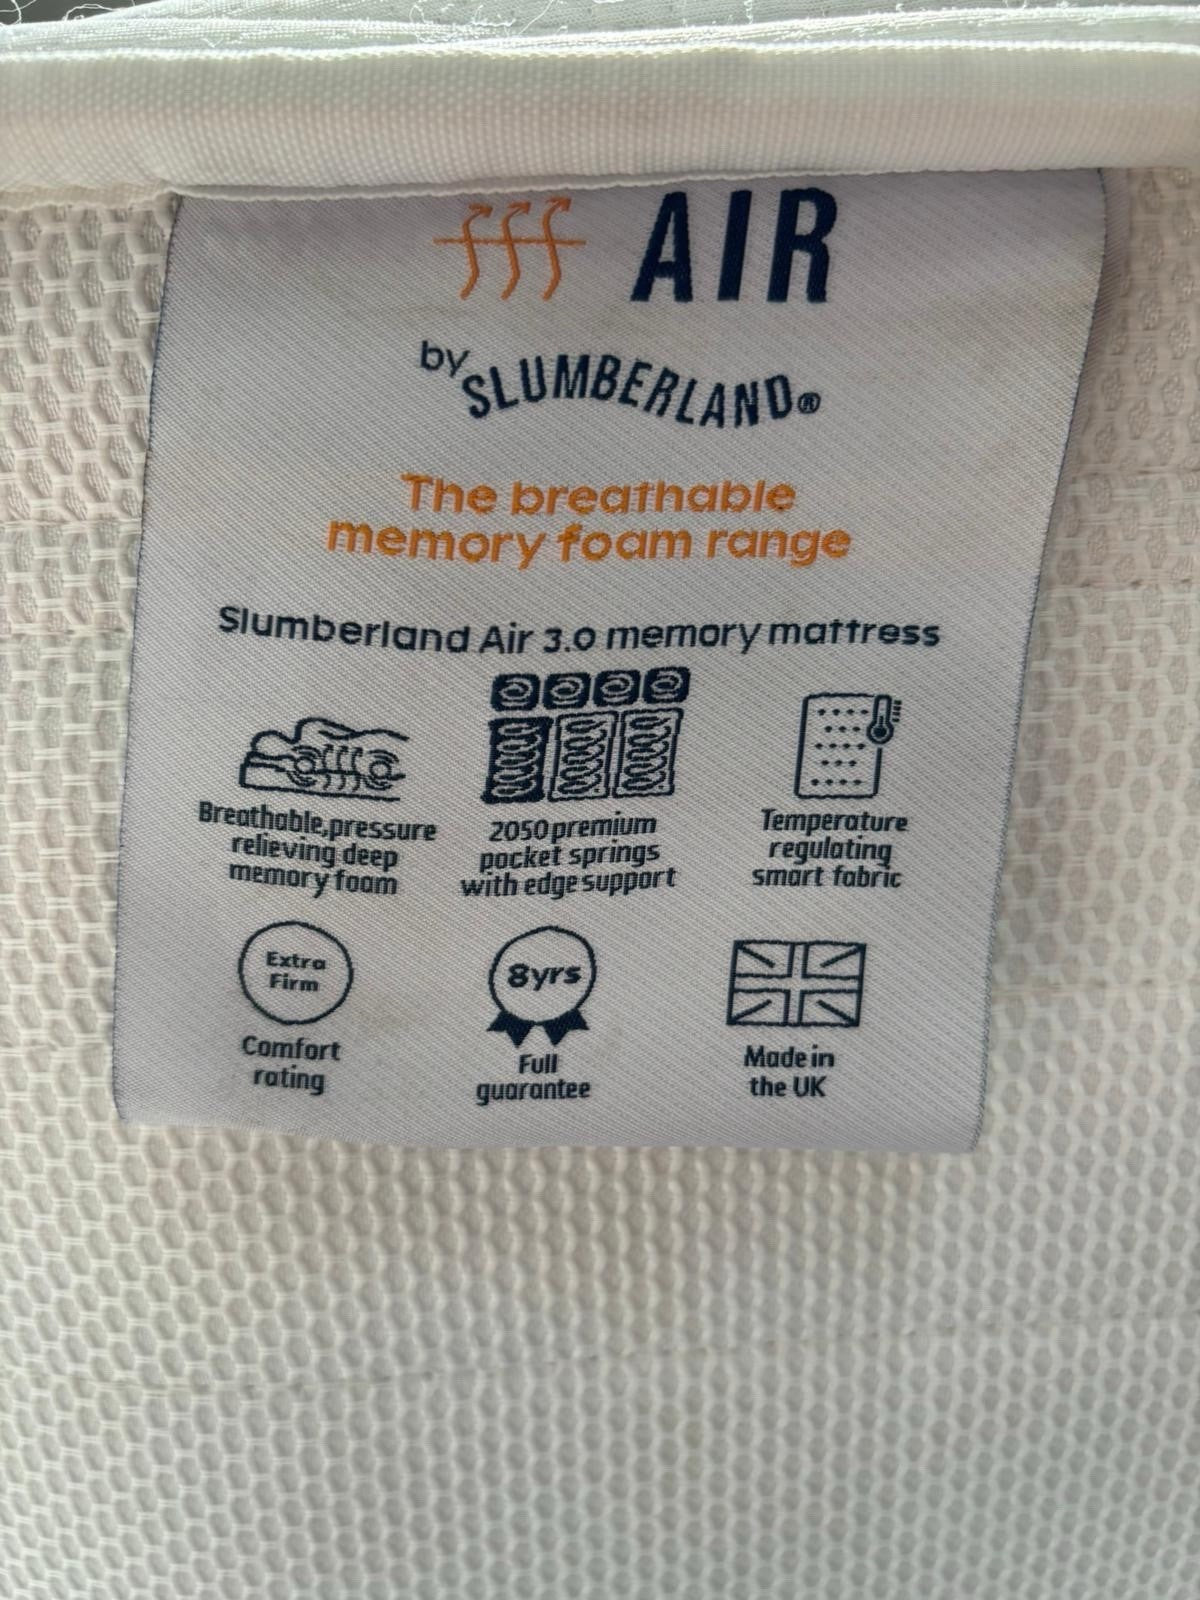 AIR
by SLUMBERLAND®
The breathable
memory foam range
Slumberland Air 3.0 memory mattress
Breathable, pressure
relieving deep
memory foam
2050 premium
pocket springs
with edge support
Temperature
regulating
smart fabric
Extra
Firm
Comfort
rating
8yrs
Full
guarantee
Made in
the UK